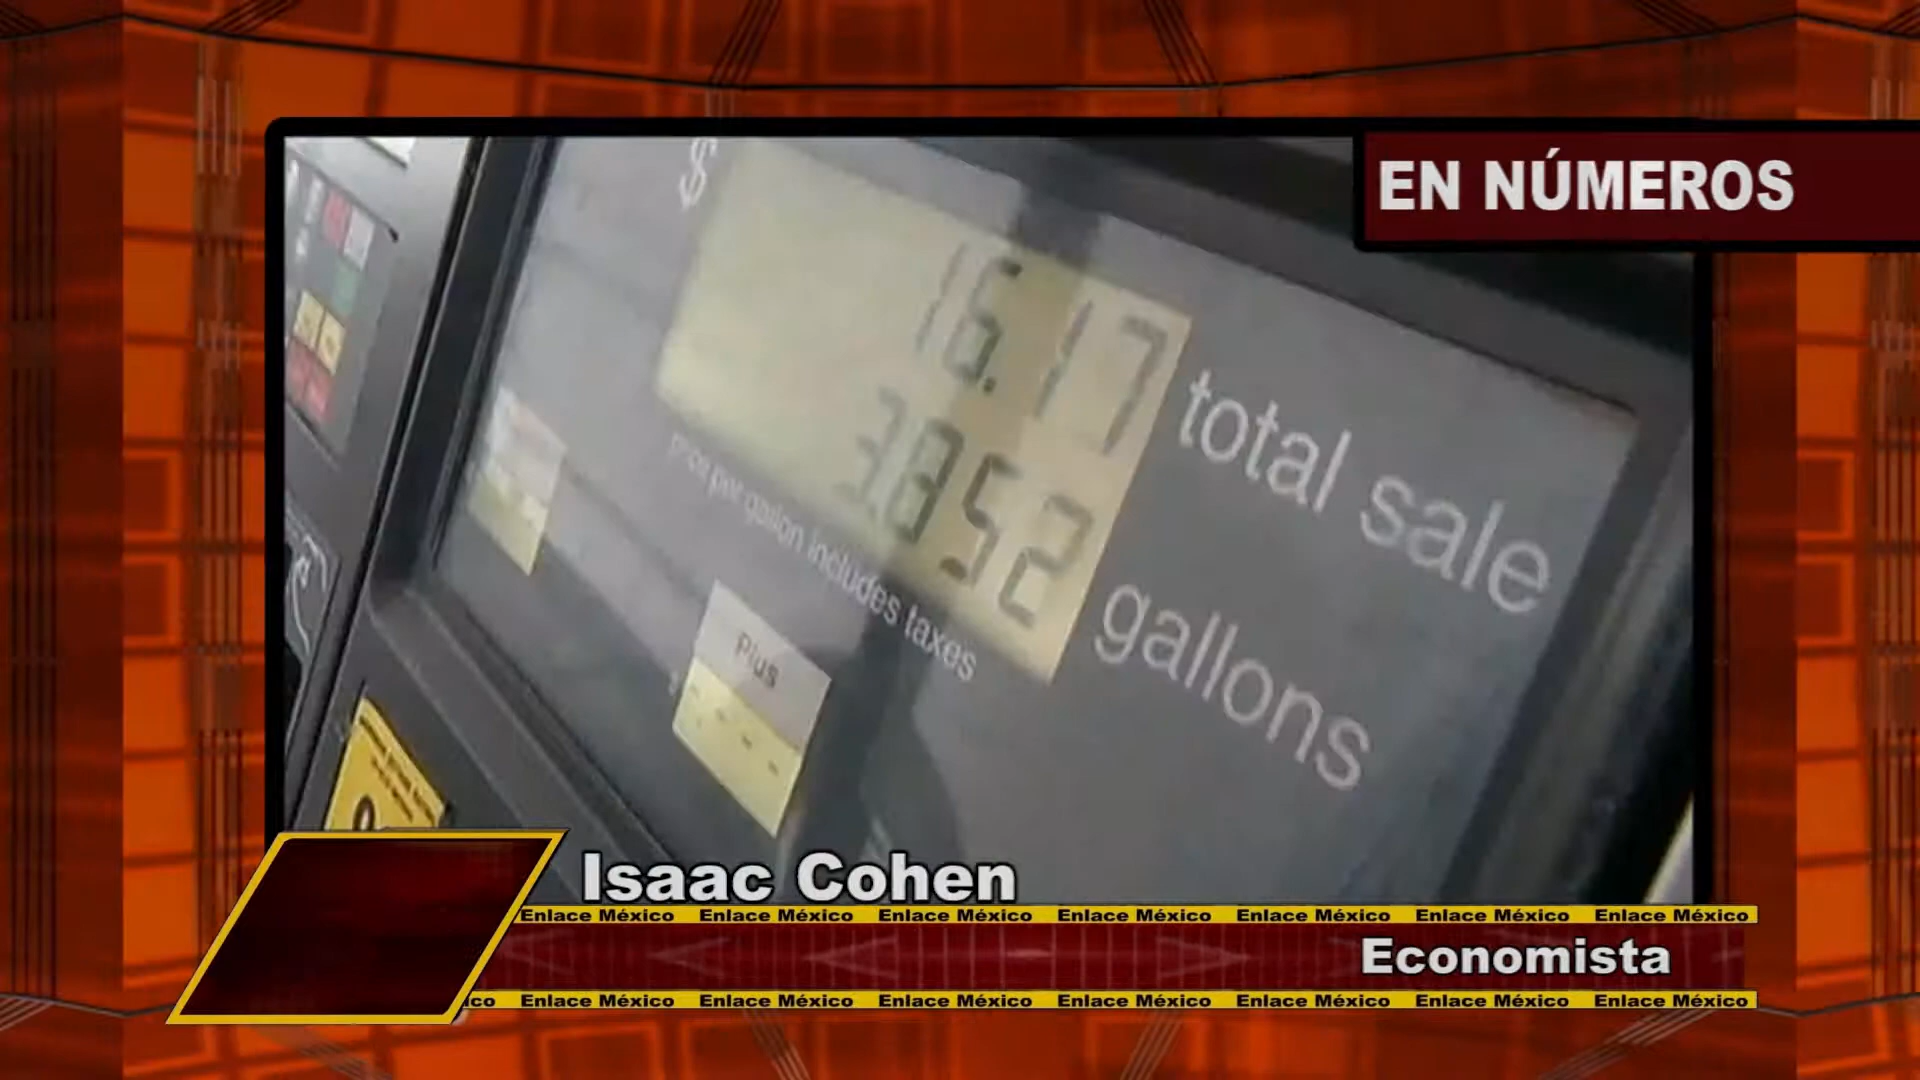 EN NÚMEROS
$
16.17 total sale
3.852 gallons
price per gallon includes taxes
Plus
Isaac Cohen
Enlace México Enlace México Enlace México Enlace México Enlace México Enlace México Enlace México
Economista
ico Enlace México Enlace México Enlace México Enlace México Enlace México Enlace México Enlace México